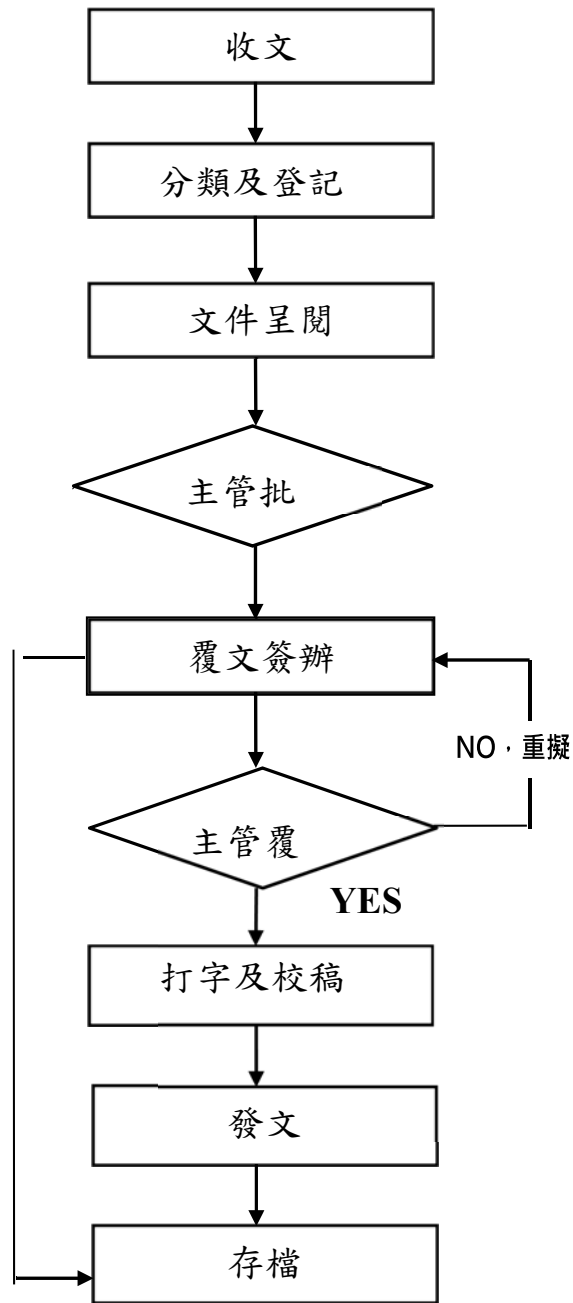 收文
分類及登記
文件呈閱
主管批
覆文簽辦
NO，重擬
主管覆
YES
打字及校稿
發文
存檔